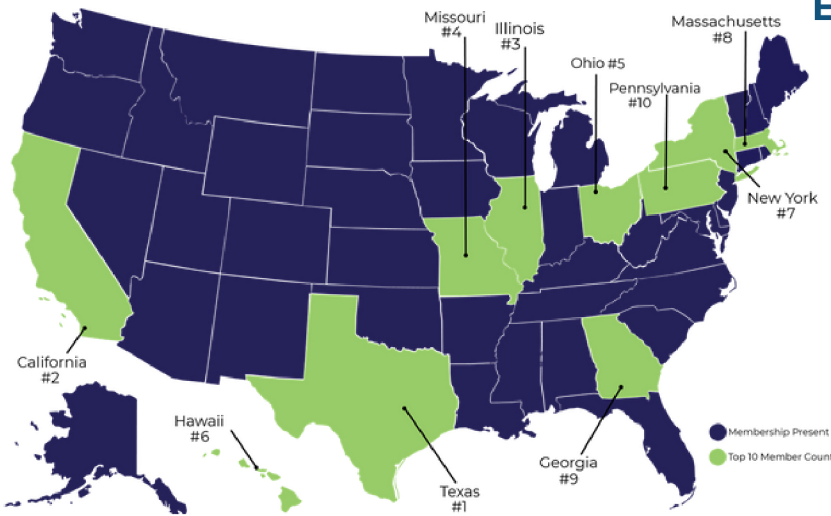 E
Missouri
#4
Illinois
#3
Massachusetts
#8
Ohio #5
Pennsylvania
#10
New York
#7
California
#2
Hawaii
#6
Texas
#1
Georgia
#9
Membership Present
Top 10 Member Count